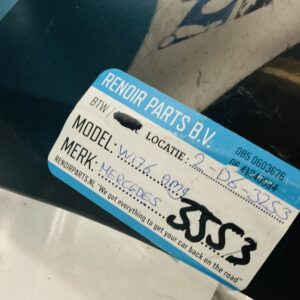 RENOIR PARTS B.V.
085 0603676
BTW
LOCATIE: 2-D6-3253
MODEL: W176 0019
MERK: MERCEDES
3553
RENOIRPARTS.NL "We got everything to get your car back on the road"